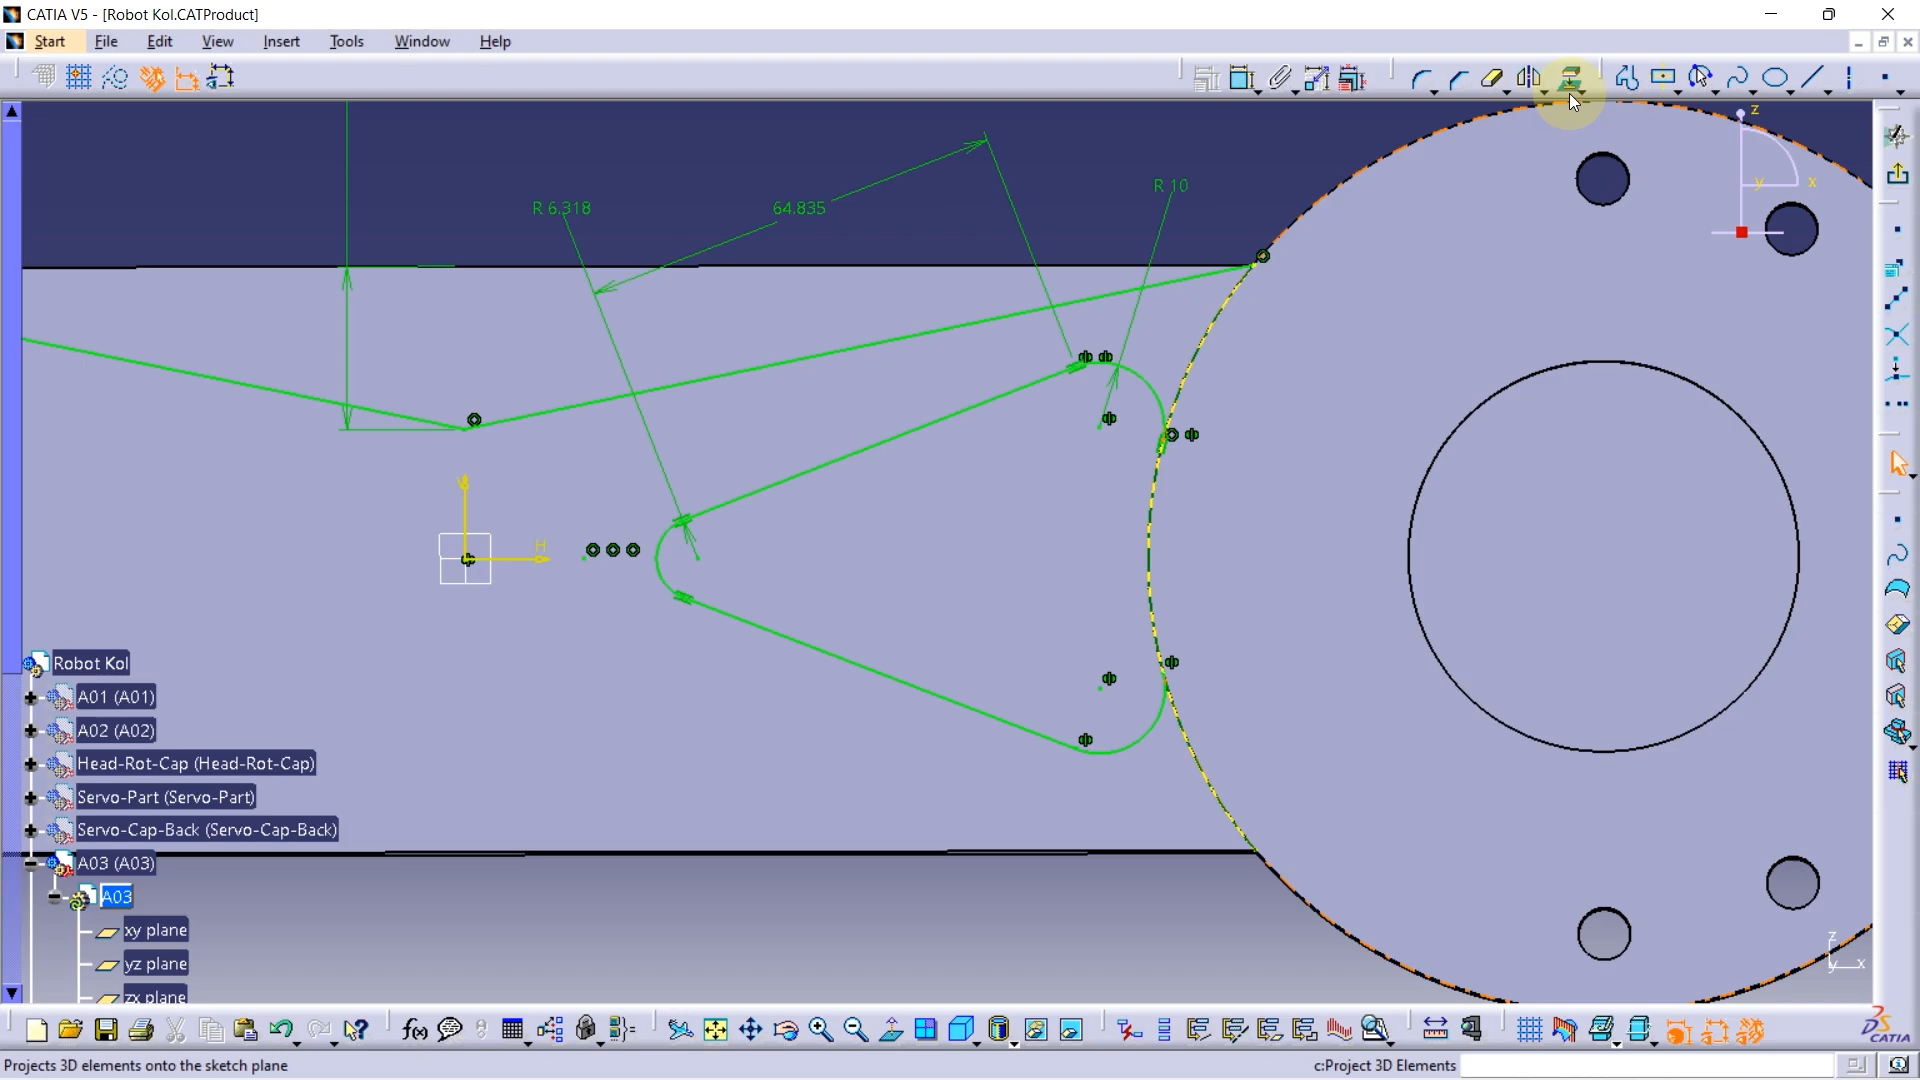 CATIA V5 - [Robot Kol.CATProduct]
Start File Edit View Insert Tools Window Help
z
y x
R 6.318
64.835
R 10
V
H
Robot Kol
A01 (A01)
A02 (A02)
Head-Rot-Cap (Head-Rot-Cap)
Servo-Part (Servo-Part)
Servo-Cap-Back (Servo-Cap-Back)
A03 (A03)
A03
xy plane
yz plane
zx plane
z
y x
f(x)
CATIA
Projects 3D elements onto the sketch plane
c:Project 3D Elements